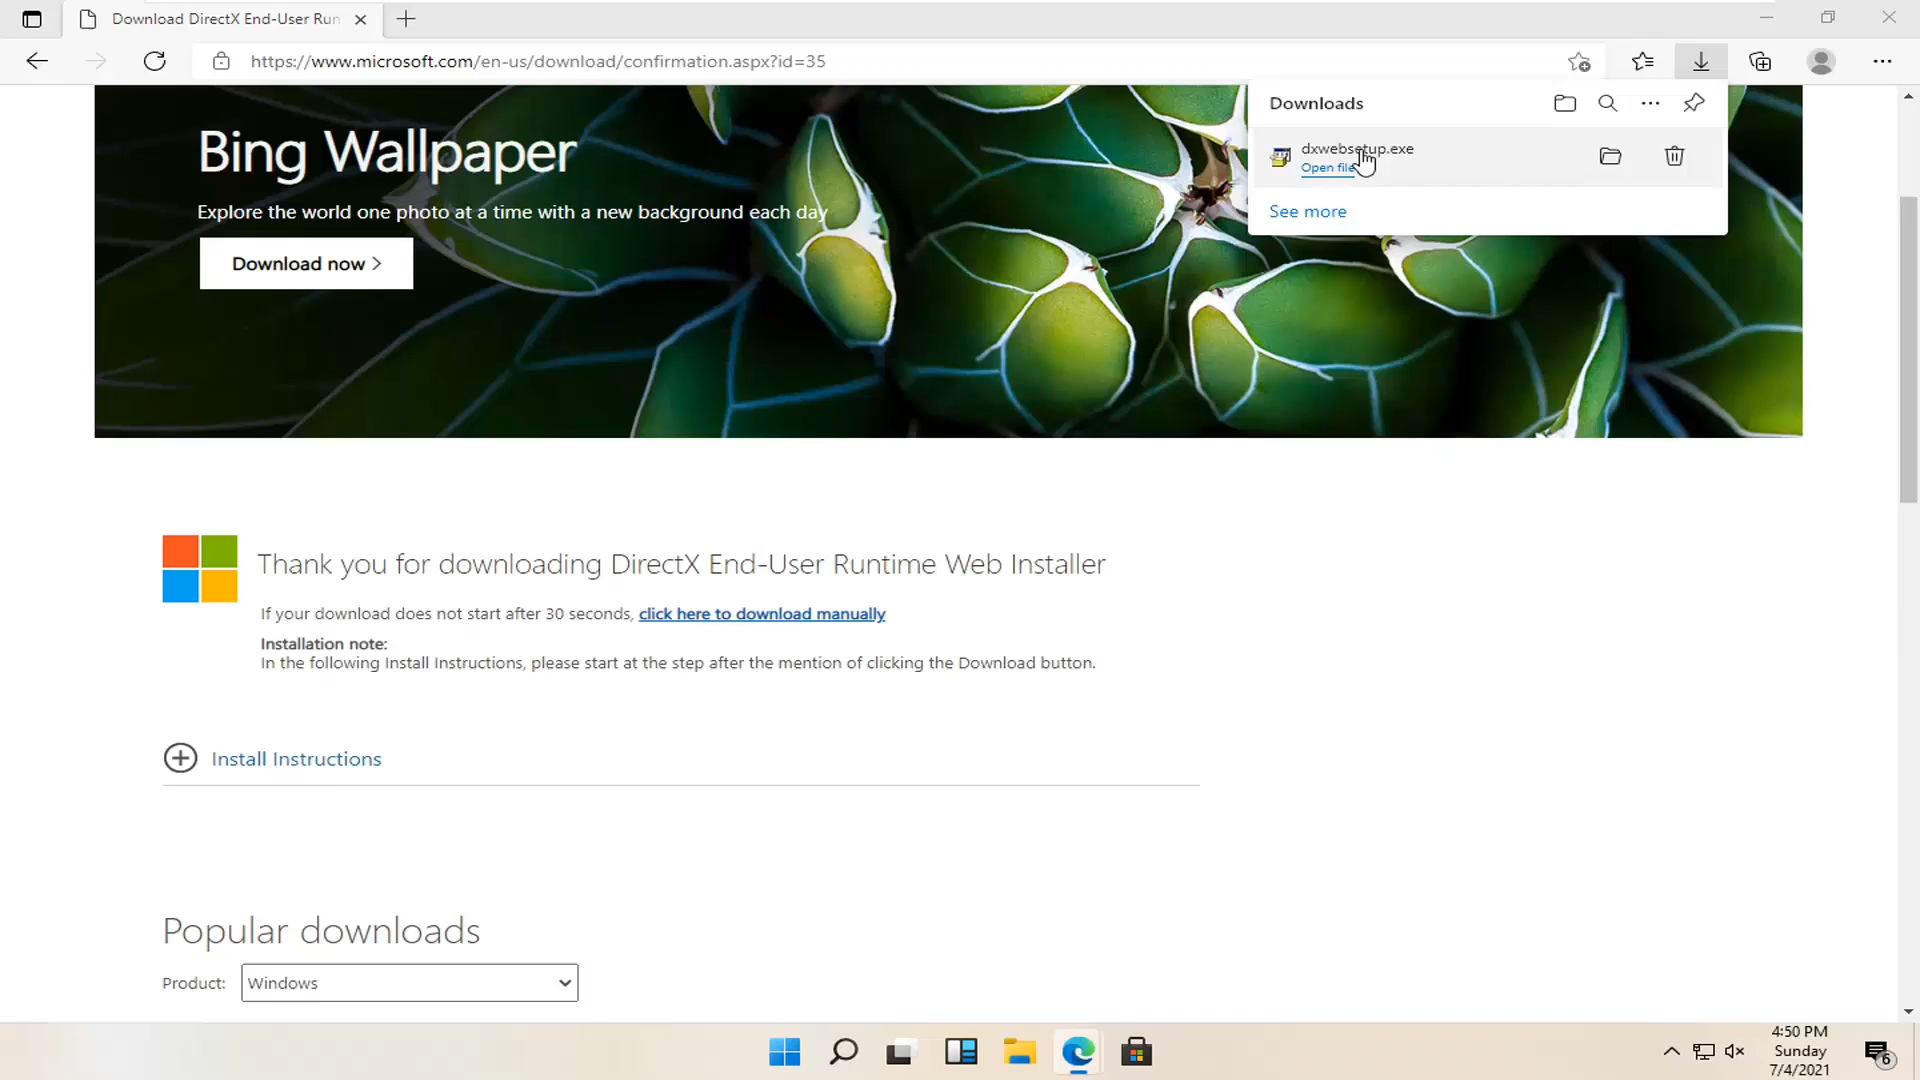 Download DirectX End-User Run
https://www.microsoft.com/en-us/download/confirmation.aspx?id=35
Downloads
dxwebsetup.exe
Open file
See more
Bing Wallpaper
Explore the world one photo at a time with a new background each day
Download now >
Thank you for downloading DirectX End-User Runtime Web Installer
If your download does not start after 30 seconds, click here to download manually
Installation note:
In the following Install Instructions, please start at the step after the mention of clicking the Download button.
Install Instructions
Popular downloads
Product: Windows
4:50 PM
Sunday
7/4/2021
6